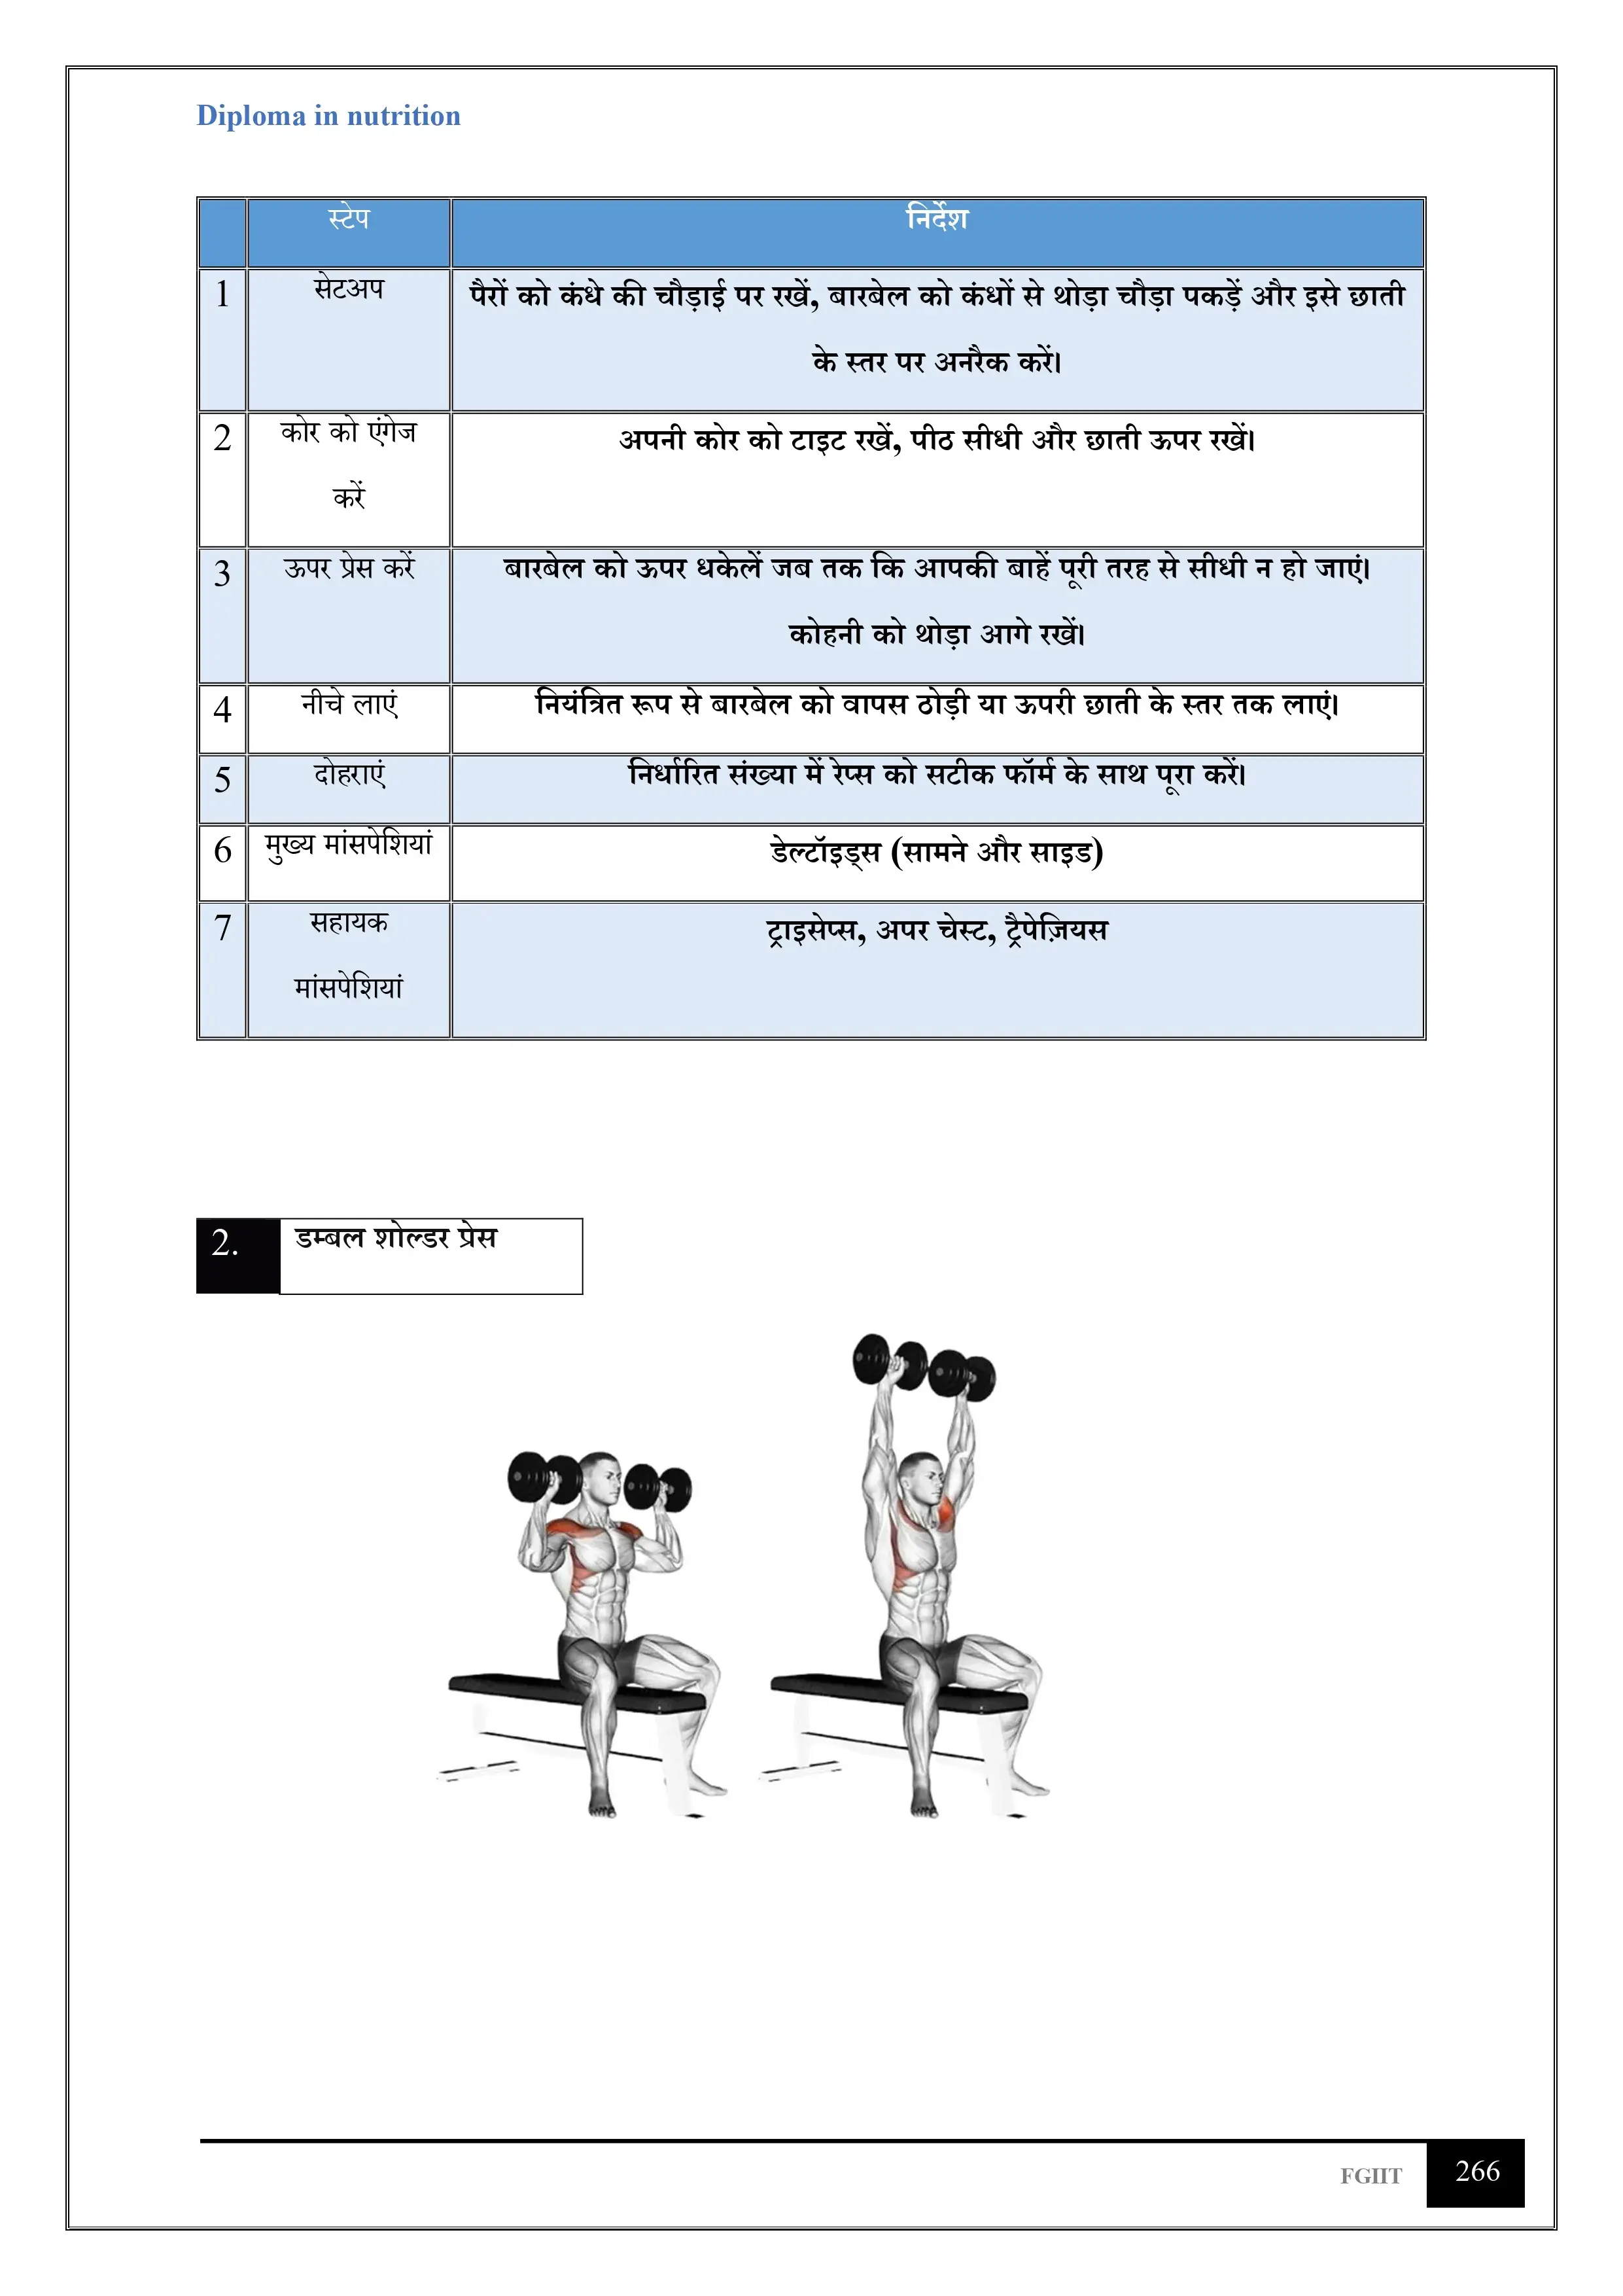 Diploma in nutrition
स्टेप निर्देश
1 सेटअप पैरों को कंधे की चौड़ाई पर रखें, बारबेल को कंधों से थोड़ा चौड़ा पकड़ें और इसे छाती
के स्तर पर अनरैक करें।
2 कोर को एंगेज अपनी कोर को टाइट रखें, पीठ सीधी और छाती ऊपर रखें।
करें
3 ऊपर प्रेस करें बारबेल को ऊपर धकेलें जब तक कि आपकी बाहें पूरी तरह से सीधी न हो जाएं।
कोहनी को थोड़ा आगे रखें।
4 नीचे लाएं नियंत्रित रूप से बारबेल को वापस ठोड़ी या ऊपरी छाती के स्तर तक लाएं।
5 दोहराएं निर्धारित संख्या में रेप्स को सटीक फॉर्म के साथ पूरा करें।
6 मुख्य मांसपेशियां डेल्टॉइड्स (सामने और साइड)
7 सहायक ट्राइसेप्स, अपर चेस्ट, ट्रैपेज़ियस
मांसपेशियां
2. डम्बल शोल्डर प्रेस
FGIIT 266